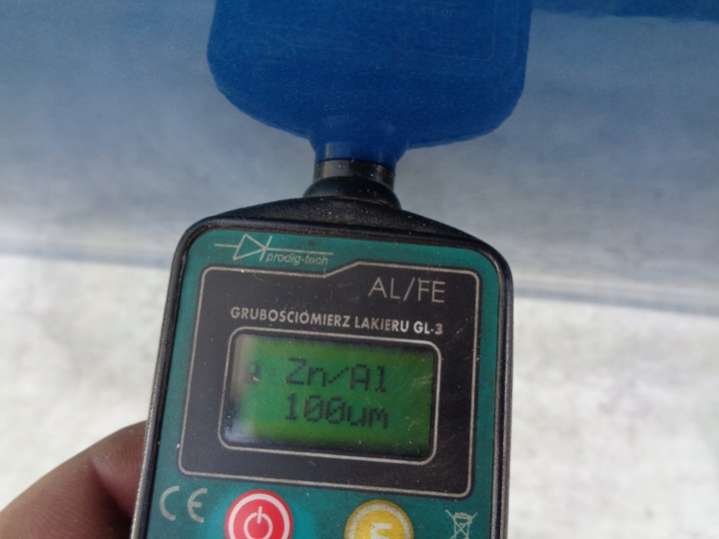 prodig-tech
AL/FE
GRUBOŚCIOMIERZ LAKIERU GL-3
Zn/Al
100um
CE